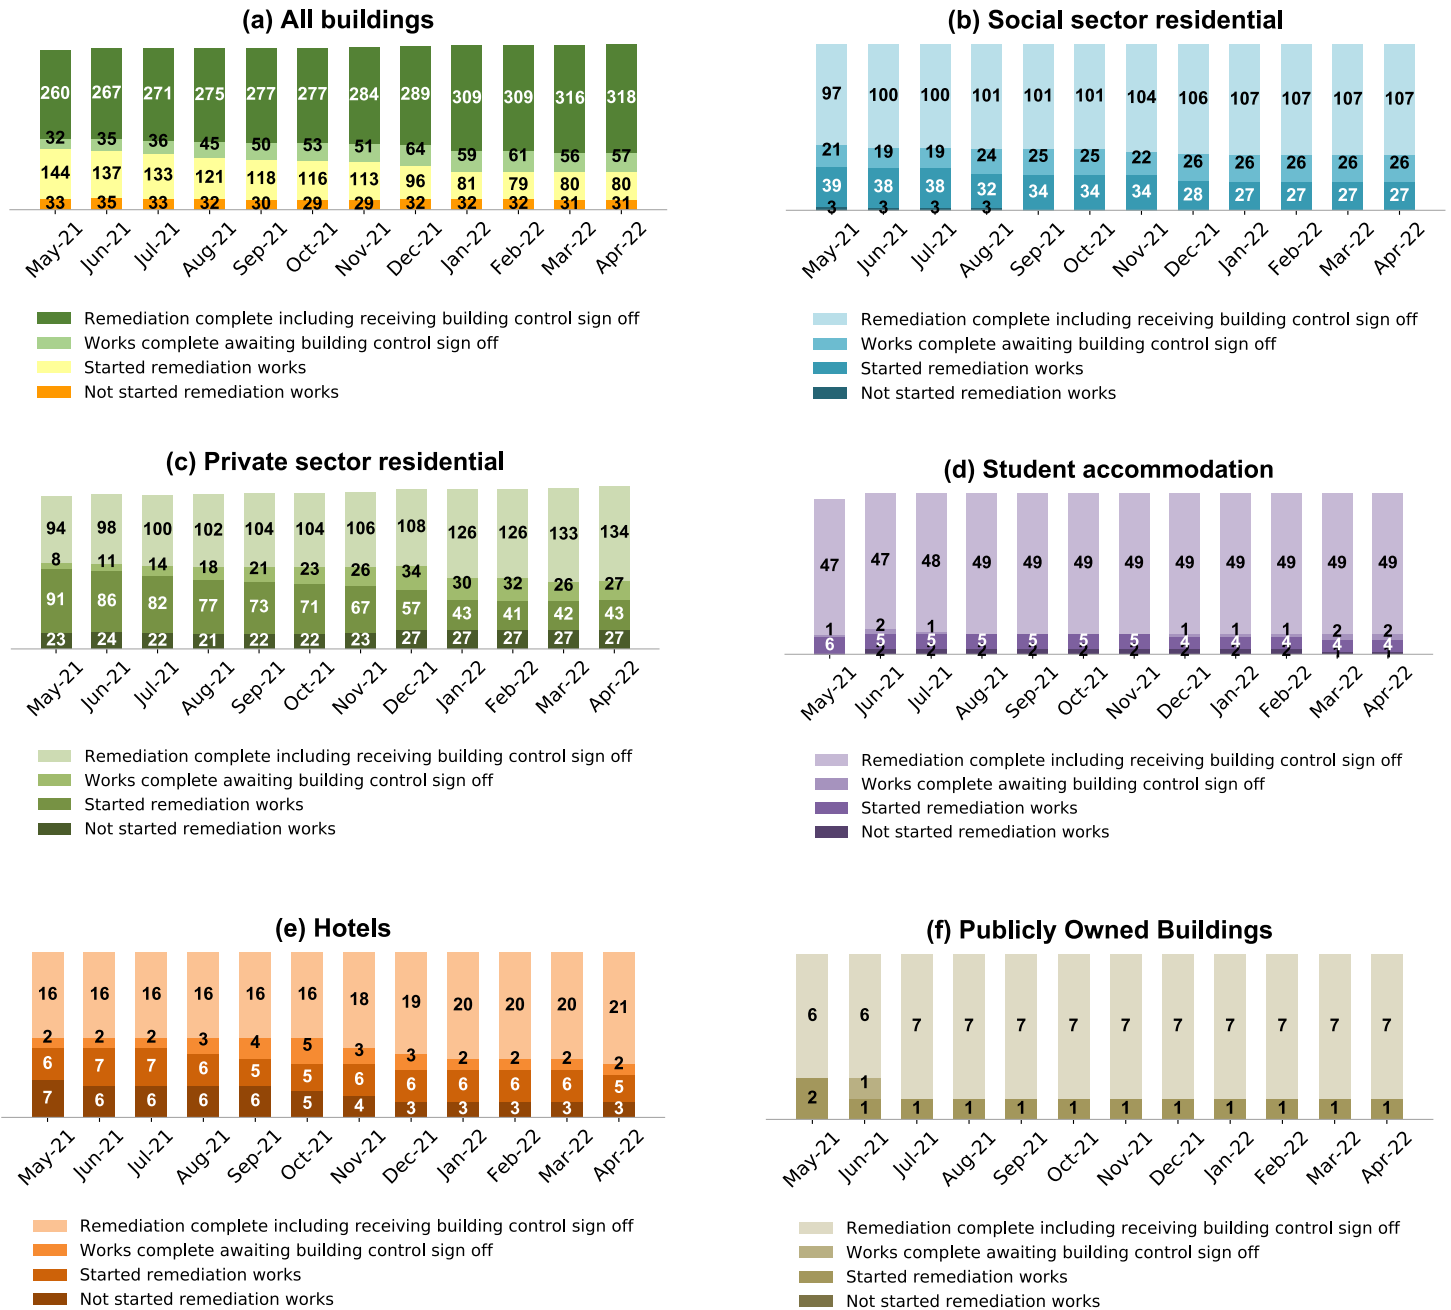 (a) All buildings
260 267 271 275 277 277 284 289 309 309 316 318
32 35 36 45 50 53 51 64 59 61 56 57
144 137 133 121 118 116 113 96 81 79 80 80
33 35 33 32 30 29 29 32 32 32 31 31
May-21 Jun-21 Jul-21 Aug-21 Sep-21 Oct-21 Nov-21 Dec-21 Jan-22 Feb-22 Mar-22 Apr-22
Remediation complete including receiving building control sign off
Works complete awaiting building control sign off
Started remediation works
Not started remediation works
(b) Social sector residential
97 100 100 101 101 101 104 106 107 107 107 107
21 19 19 24 25 25 22 26 26 26 26 26
39 38 38 32 34 34 34 28 27 27 27 27
3 3 3 3
May-21 Jun-21 Jul-21 Aug-21 Sep-21 Oct-21 Nov-21 Dec-21 Jan-22 Feb-22 Mar-22 Apr-22
Remediation complete including receiving building control sign off
Works complete awaiting building control sign off
Started remediation works
Not started remediation works
(c) Private sector residential
94 98 100 102 104 104 106 108 126 126 133 134
8 11 14 18 21 23 26 34 30 32 26 27
91 86 82 77 73 71 67 57 43 41 42 43
23 24 22 21 22 22 23 27 27 27 27 27
May-21 Jun-21 Jul-21 Aug-21 Sep-21 Oct-21 Nov-21 Dec-21 Jan-22 Feb-22 Mar-22 Apr-22
Remediation complete including receiving building control sign off
Works complete awaiting building control sign off
Started remediation works
Not started remediation works
(d) Student accommodation
47 47 48 49 49 49 49 49 49 49 49 49
1 2 1 1 1 1 2 2
6 5 5 5 5 5 5 4 4 4 4 4
2 2 2 2 2 2 2 2 2 1 1
May-21 Jun-21 Jul-21 Aug-21 Sep-21 Oct-21 Nov-21 Dec-21 Jan-22 Feb-22 Mar-22 Apr-22
Remediation complete including receiving building control sign off
Works complete awaiting building control sign off
Started remediation works
Not started remediation works
(e) Hotels
16 16 16 16 16 16 18 19 20 20 20 21
2 2 2 3 4 5 3 3 2 2 2 2
6 7 7 6 5 5 6 6 6 6 6 5
7 6 6 6 6 5 4 3 3 3 3 3
May-21 Jun-21 Jul-21 Aug-21 Sep-21 Oct-21 Nov-21 Dec-21 Jan-22 Feb-22 Mar-22 Apr-22
Remediation complete including receiving building control sign off
Works complete awaiting building control sign off
Started remediation works
Not started remediation works
(f) Publicly Owned Buildings
6 6 7 7 7 7 7 7 7 7 7 7
1
2 1 1 1 1 1 1 1 1 1 1 1
May-21 Jun-21 Jul-21 Aug-21 Sep-21 Oct-21 Nov-21 Dec-21 Jan-22 Feb-22 Mar-22 Apr-22
Remediation complete including receiving building control sign off
Works complete awaiting building control sign off
Started remediation works
Not started remediation works